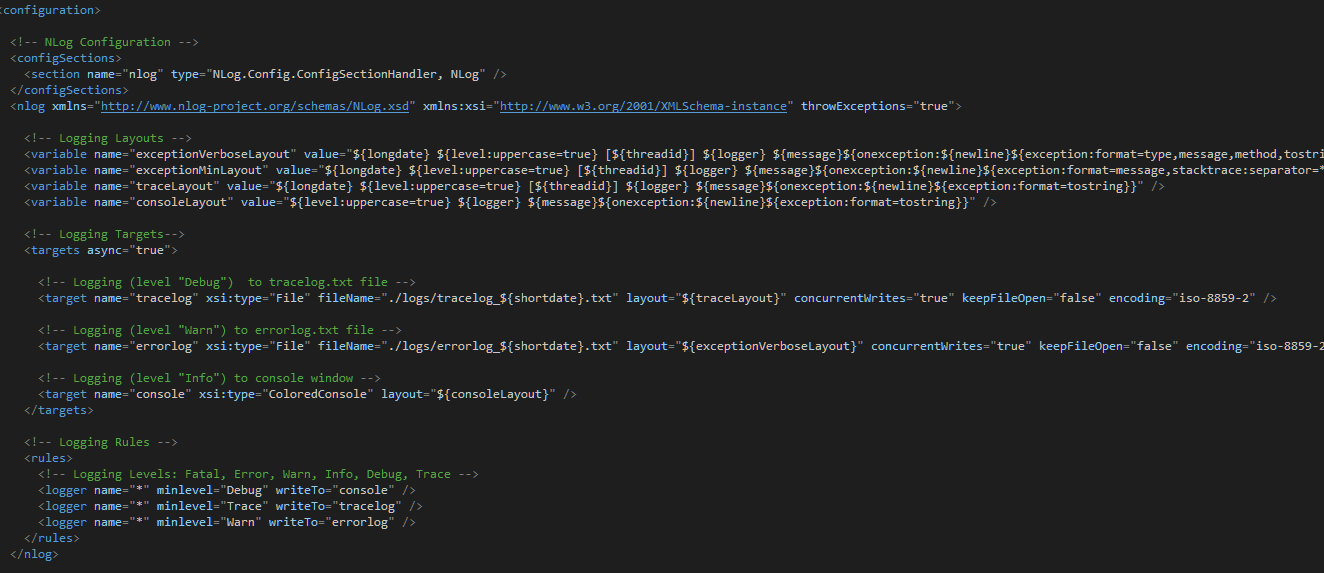 <configuration>
<!-- NLog Configuration -->
<configSections>
<section name="nlog" type="NLog.Config.ConfigSectionHandler, NLog" />
</configSections>
<nlog xmlns="http://www.nlog-project.org/schemas/NLog.xsd" xmlns:xsi="http://www.w3.org/2001/XMLSchema-instance" throwExceptions="true">
<!-- Logging Layouts -->
<variable name="exceptionVerboseLayout" value="${longdate} ${level:uppercase=true} [${threadid}] ${logger} ${message}${onexception:${newline}${exception:format=type,message,method,tostri
<variable name="exceptionMinLayout" value="${longdate} ${level:uppercase=true} [${threadid}] ${logger} ${message}${onexception:${newline}${exception:format=message,stacktrace:separator=*
<variable name="traceLayout" value="${longdate} ${level:uppercase=true} [${threadid}] ${logger} ${message}${onexception:${newline}${exception:format=tostring}}" />
<variable name="consoleLayout" value="${level:uppercase=true} ${logger} ${message}${onexception:${newline}${exception:format=tostring}}" />
<!-- Logging Targets-->
<targets async="true">
<!-- Logging (level "Debug")  to tracelog.txt file -->
<target name="tracelog" xsi:type="File" fileName="./logs/tracelog_${shortdate}.txt" layout="${traceLayout}" concurrentWrites="true" keepFileOpen="false" encoding="iso-8859-2" />
<!-- Logging (level "Warn") to errorlog.txt file -->
<target name="errorlog" xsi:type="File" fileName="./logs/errorlog_${shortdate}.txt" layout="${exceptionVerboseLayout}" concurrentWrites="true" keepFileOpen="false" encoding="iso-8859-2
<!-- Logging (level "Info") to console window -->
<target name="console" xsi:type="ColoredConsole" layout="${consoleLayout}" />
</targets>
<!-- Logging Rules -->
<rules>
<!-- Logging Levels: Fatal, Error, Warn, Info, Debug, Trace -->
<logger name="*" minlevel="Debug" writeTo="console" />
<logger name="*" minlevel="Trace" writeTo="tracelog" />
<logger name="*" minlevel="Warn" writeTo="errorlog" />
</rules>
</nlog>